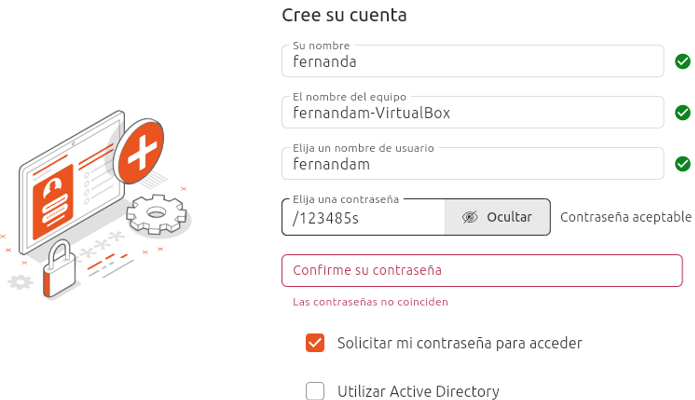 Cree su cuenta
Su nombre
fernanda
El nombre del equipo
fernandam-VirtualBox
Elija un nombre de usuario
fernandam
Elija una contraseña
/123485s
Ocultar
Contraseña aceptable
Confirme su contraseña
Las contraseñas no coinciden
Solicitar mi contraseña para acceder
Utilizar Active Directory